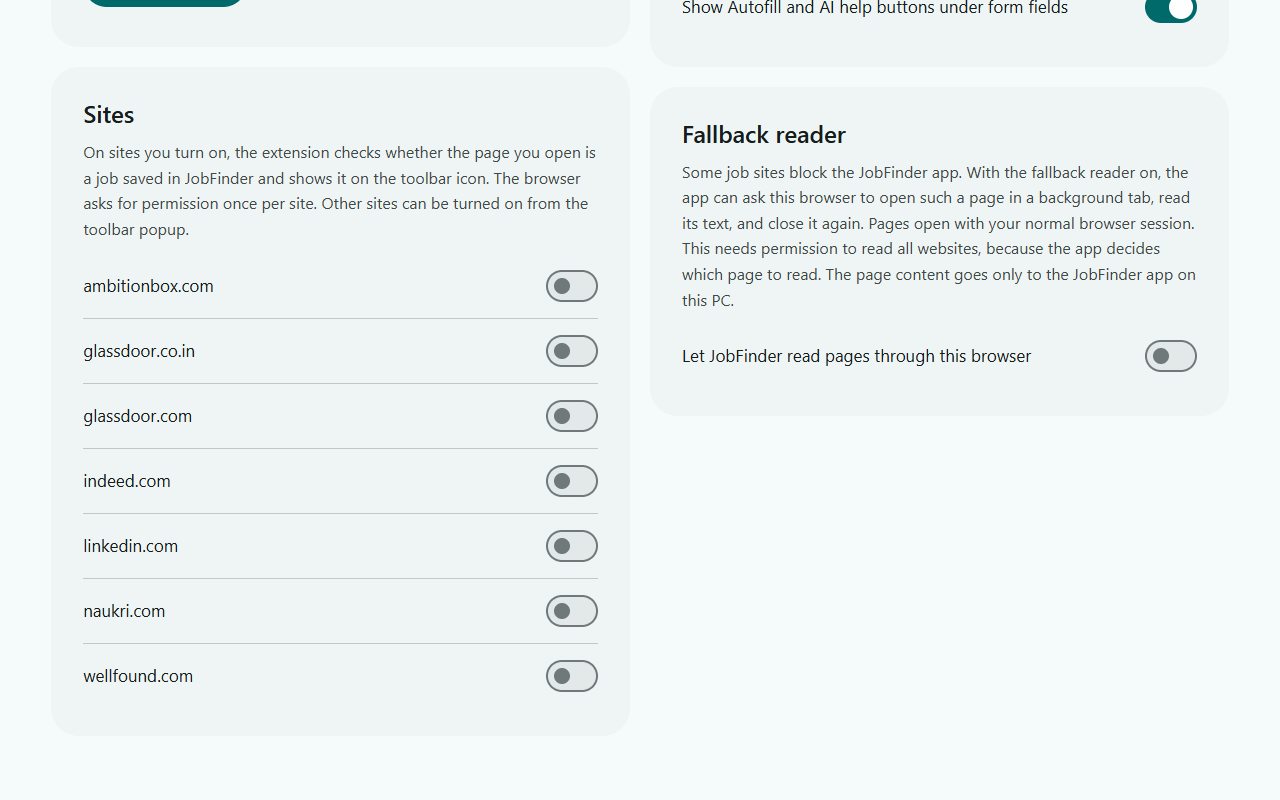 Sites
On sites you turn on, the extension checks whether the page you open is
a job saved in JobFinder and shows it on the toolbar icon. The browser
asks for permission once per site. Other sites can be turned on from the
toolbar popup.
ambitionbox.com
glassdoor.co.in
glassdoor.com
indeed.com
linkedin.com
naukri.com
wellfound.com
Show Autofill and AI help buttons under form fields
Fallback reader
Some job sites block the JobFinder app. With the fallback reader on, the
app can ask this browser to open such a page in a background tab, read
its text, and close it again. Pages open with your normal browser session.
This needs permission to read all websites, because the app decides
which page to read. The page content goes only to the JobFinder app on
this PC.
Let JobFinder read pages through this browser